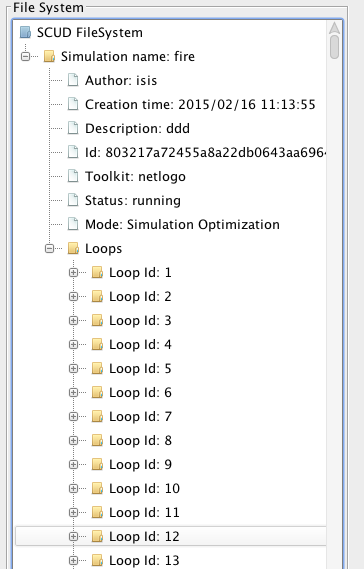 File System
SCUD FileSystem
Simulation name: fire
Author: isis
Creation time: 2015/02/16 11:13:55
Description: ddd
Id: 803217a72455a8a22db0643aa6964
Toolkit: netlogo
Status: running
Mode: Simulation Optimization
Loops
Loop Id: 1
Loop Id: 2
Loop Id: 3
Loop Id: 4
Loop Id: 5
Loop Id: 6
Loop Id: 7
Loop Id: 8
Loop Id: 9
Loop Id: 10
Loop Id: 11
Loop Id: 12
Loop Id: 13